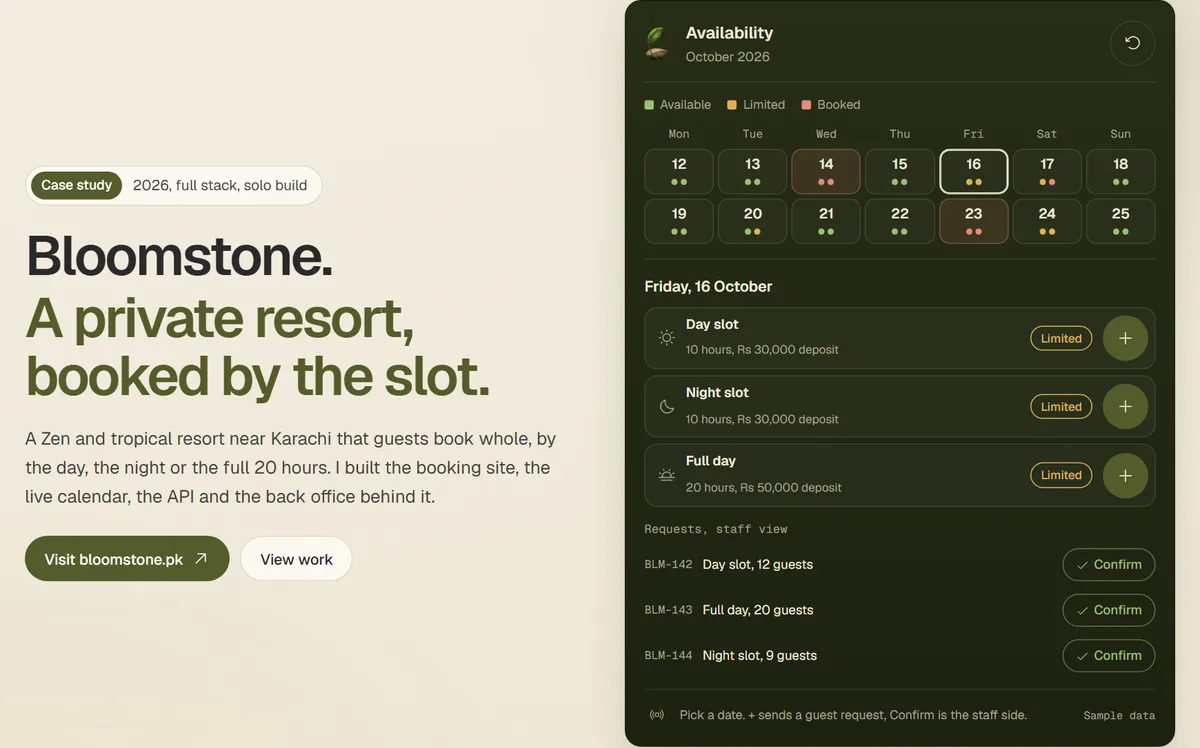 Case study 2026, full stack, solo build
Bloomstone.
A private resort,
booked by the slot.
A Zen and tropical resort near Karachi that guests book whole, by
the day, the night or the full 20 hours. I built the booking site, the
live calendar, the API and the back office behind it.
Visit bloomstone.pk View work
Availability
October 2026
Available Limited Booked
Mon Tue Wed Thu Fri Sat Sun
12 13 14 15 16 17 18
19 20 21 22 23 24 25
Friday, 16 October
Day slot
10 hours, Rs 30,000 deposit
Limited +
Night slot
10 hours, Rs 30,000 deposit
Limited +
Full day
20 hours, Rs 50,000 deposit
Limited +
Requests, staff view
BLM-142 Day slot, 12 guests Confirm
BLM-143 Full day, 20 guests Confirm
BLM-144 Night slot, 9 guests Confirm
Pick a date. + sends a guest request, Confirm is the staff side. Sample data